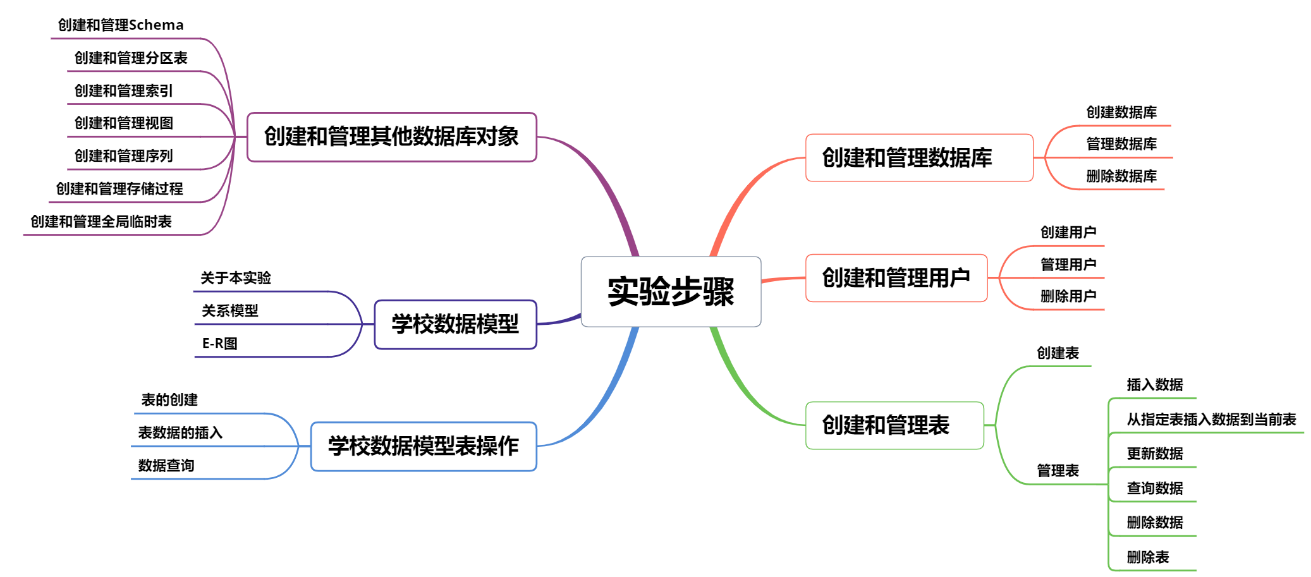 实验步骤
创建和管理数据库
创建数据库
管理数据库
删除数据库
创建和管理用户
创建用户
管理用户
删除用户
创建和管理表
创建表
管理表
插入数据
从指定表插入数据到当前表
更新数据
查询数据
删除数据
删除表
创建和管理其他数据库对象
创建和管理Schema
创建和管理分区表
创建和管理索引
创建和管理视图
创建和管理序列
创建和管理存储过程
创建和管理全局临时表
学校数据模型
关于本实验
关系模型
E-R图
学校数据模型表操作
表的创建
表数据的插入
数据查询